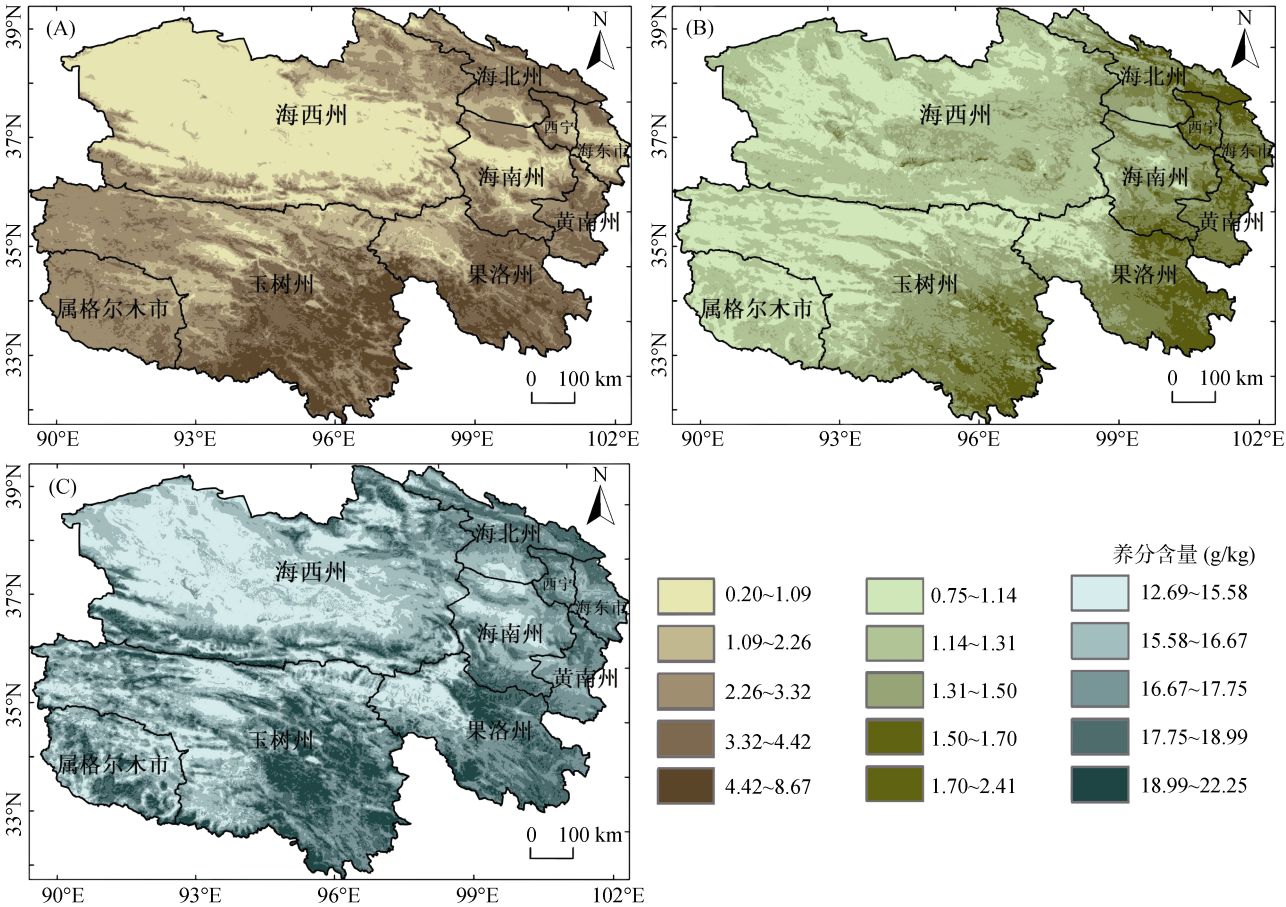 (A)
N
39°N
37°N
35°N
33°N
海北州
海西州
西宁
海东市
海南州
黄南州
果洛州
玉树州
属格尔木市
0 100 km
90°E 93°E 96°E 99°E 102°E
(B)
N
39°N
37°N
35°N
33°N
海北州
海西州
西宁
海东市
海南州
黄南州
果洛州
玉树州
属格尔木市
0 100 km
90°E 93°E 96°E 99°E 102°E
(C)
N
39°N
37°N
35°N
33°N
海北州
海西州
西宁
海东市
海南州
黄南州
果洛州
玉树州
属格尔木市
0 100 km
90°E 93°E 96°E 99°E 102°E
养分含量 (g/kg)
0.20~1.09 0.75~1.14 12.69~15.58
1.09~2.26 1.14~1.31 15.58~16.67
2.26~3.32 1.31~1.50 16.67~17.75
3.32~4.42 1.50~1.70 17.75~18.99
4.42~8.67 1.70~2.41 18.99~22.25